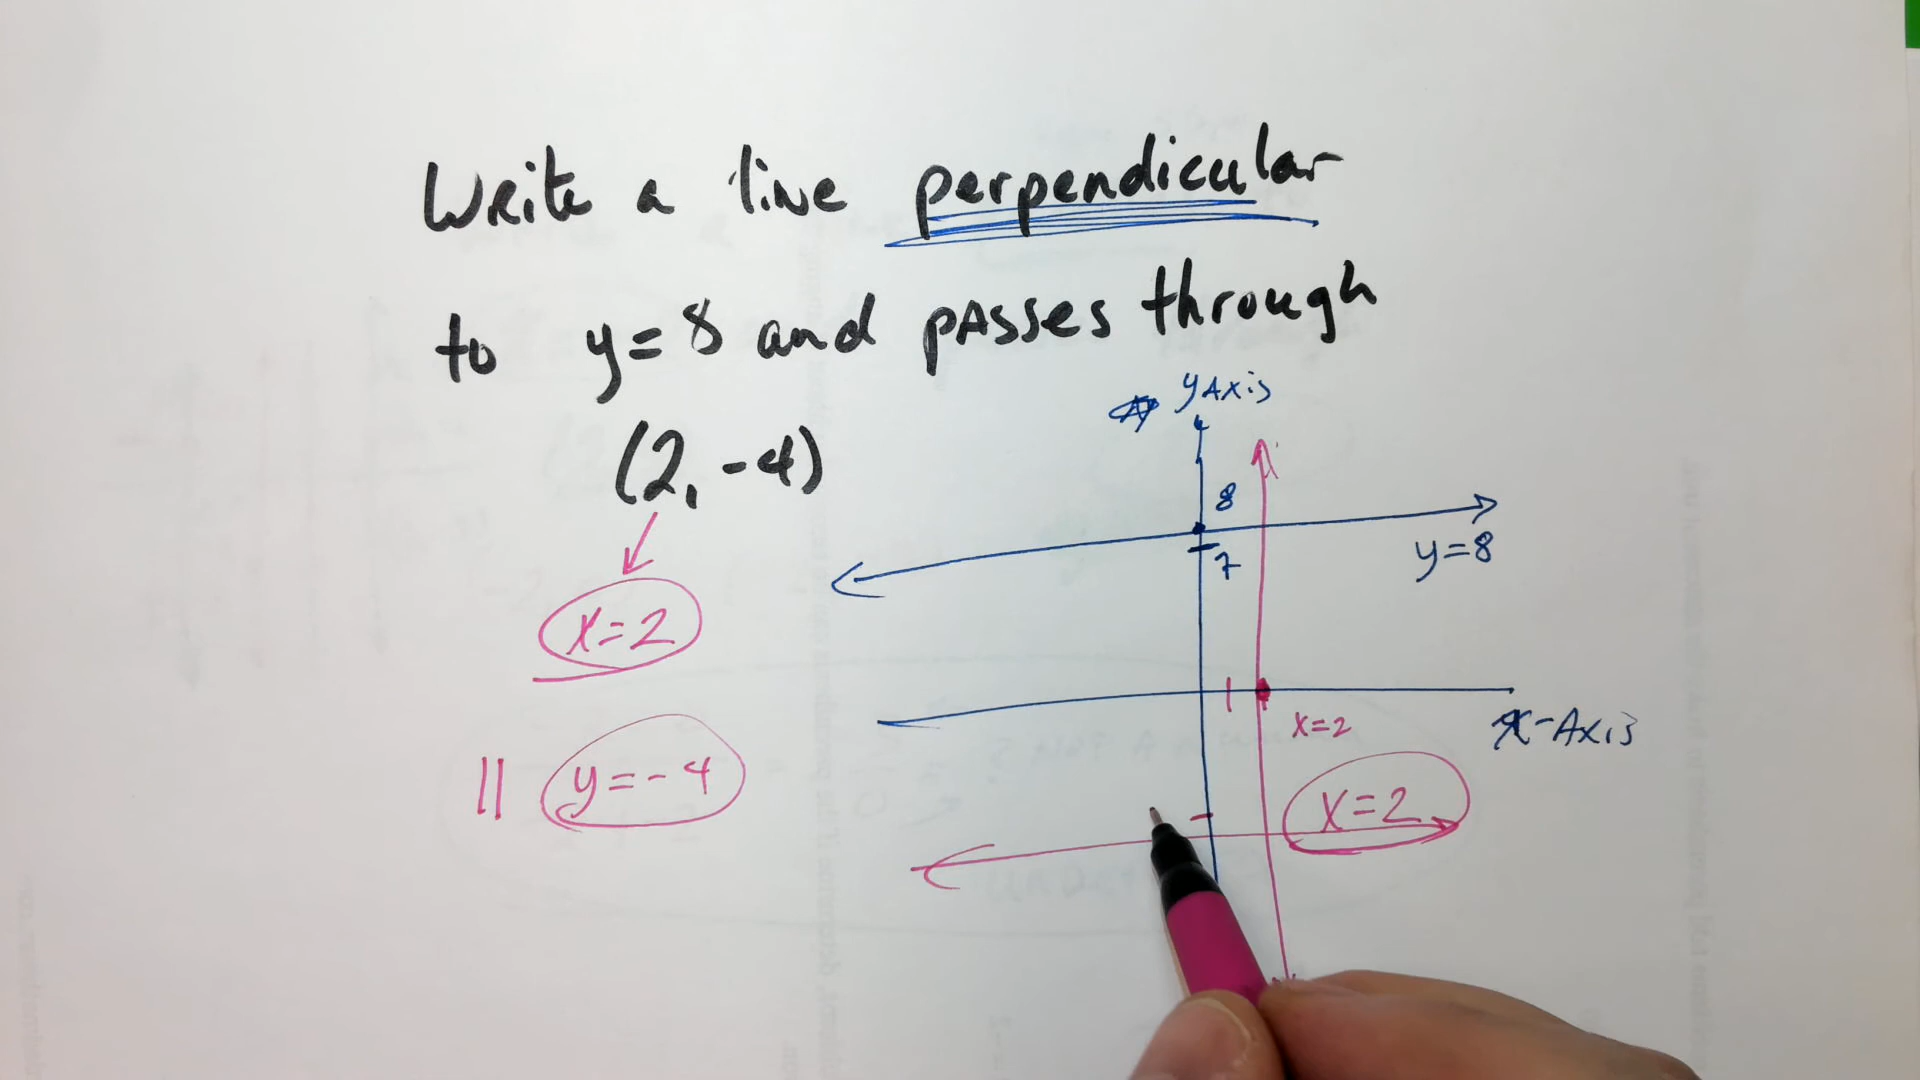 Write a line perpendicular
to y=8 and passes through
(2,-4)
x=2
|| y=-4
y Axis
8
7
y=8
x=2
x-Axis
x=2